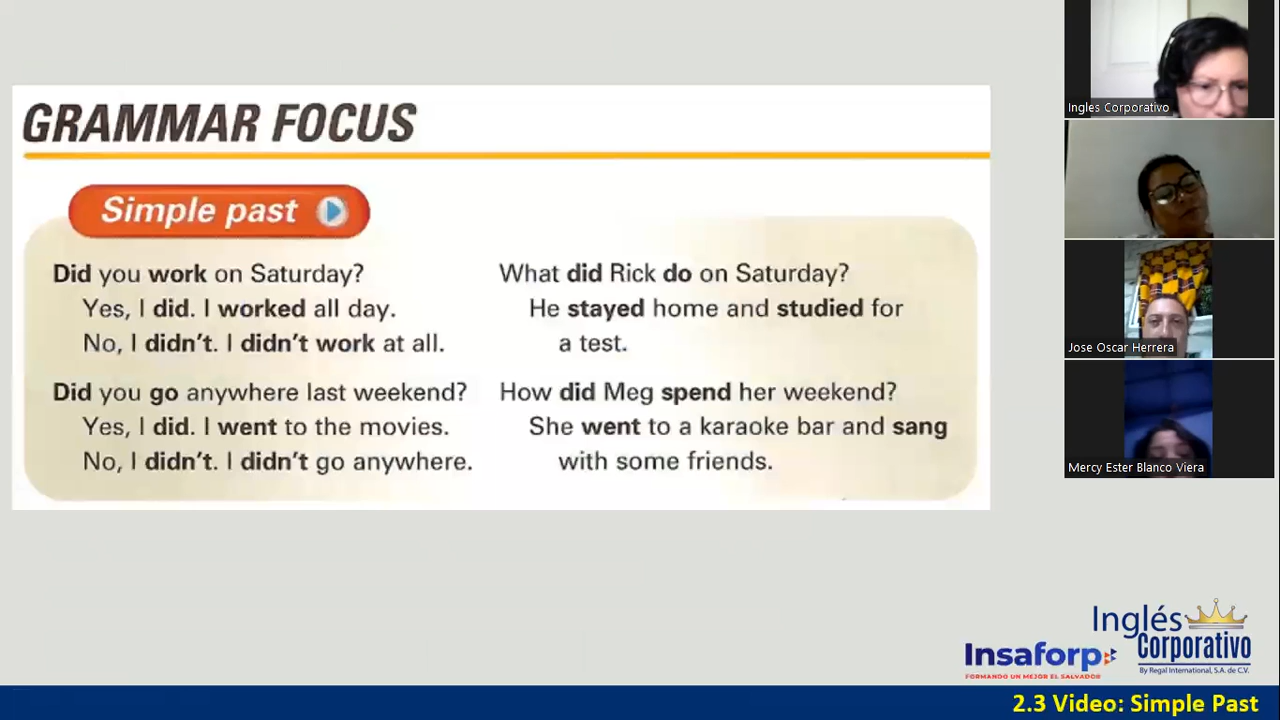 GRAMMAR FOCUS
Simple past
Did you work on Saturday?
Yes, I did. I worked all day.
No, I didn't. I didn't work at all.
Did you go anywhere last weekend?
Yes, I did. I went to the movies.
No, I didn't. I didn't go anywhere.
What did Rick do on Saturday?
He stayed home and studied for
a test.
How did Meg spend her weekend?
She went to a karaoke bar and sang
with some friends.
Ingles Corporativo
Jose Oscar Herrera
Mercy Ester Blanco Viera
Inglés
Corporativo
By Regal International, S.A. de C.V.
Insaforp
FORMANDO UN MEJOR EL SALVADOR
2.3 Video: Simple Past